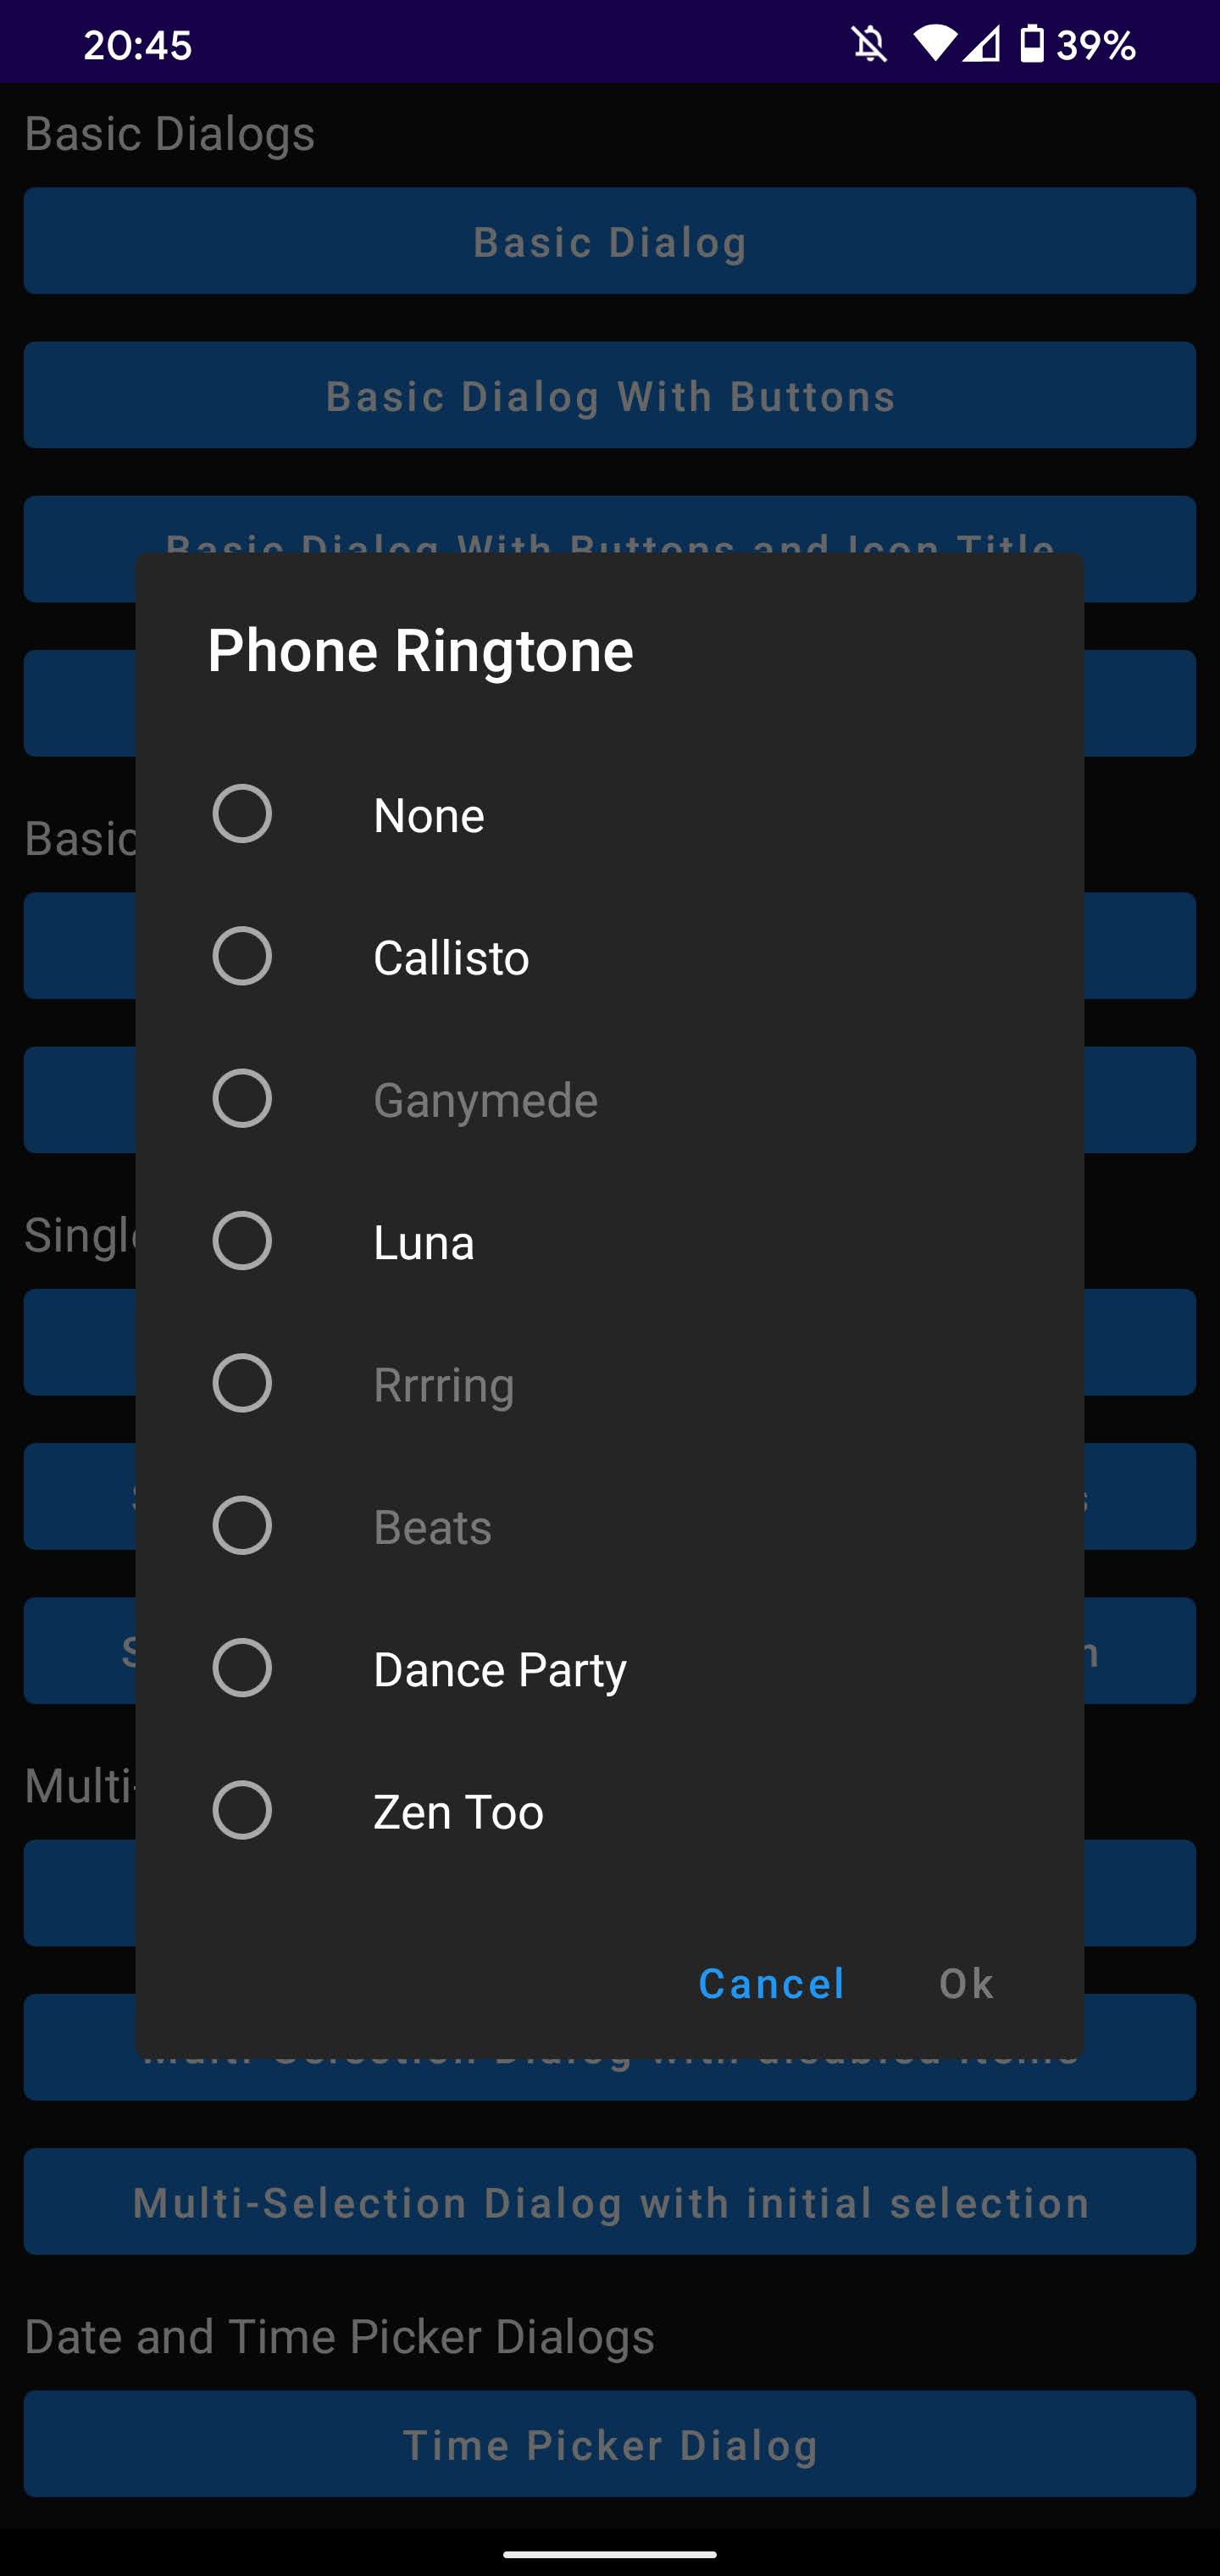 20:45 39%
Basic Dialogs
Basic Dialog
Basic Dialog With Buttons
Basic Dialog With Buttons and Icon Title
Phone Ringtone
None
Basic
Callisto
Ganymede
Luna
Rrrring
Beats
Dance Party
Zen Too
Cancel Ok
Multi-Selection Dialog with disabled items
Multi-Selection Dialog with initial selection
Date and Time Picker Dialogs
Time Picker Dialog